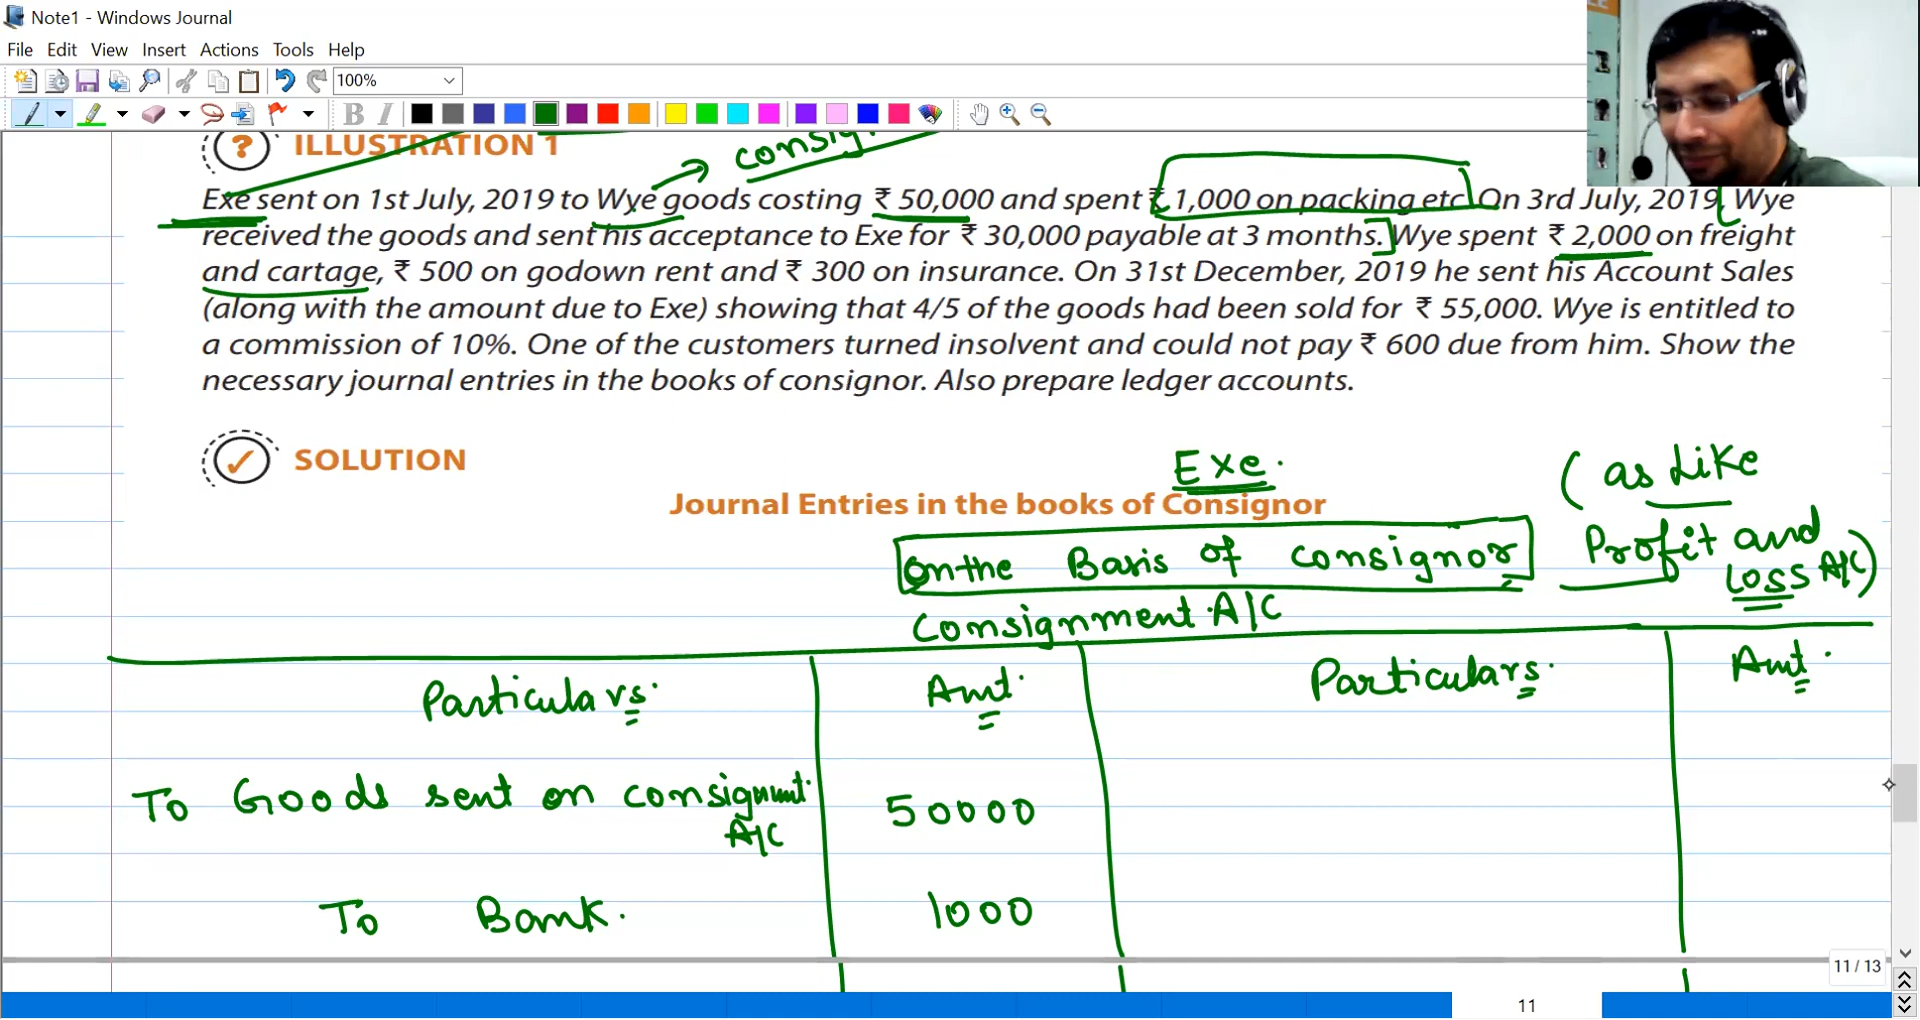 Note1 - Windows Journal
File Edit View Insert Actions Tools Help
100%
B I
? ILLUSTRATION 1
Exe sent on 1st July, 2019 to Wye goods costing ₹ 50,000 and spent ₹ 1,000 on packing etc. On 3rd July, 2019, Wye
received the goods and sent his acceptance to Exe for ₹ 30,000 payable at 3 months. Wye spent ₹ 2,000 on freight
and cartage, ₹ 500 on godown rent and ₹ 300 on insurance. On 31st December, 2019 he sent his Account Sales
(along with the amount due to Exe) showing that 4/5 of the goods had been sold for ₹ 55,000. Wye is entitled to
a commission of 10%. One of the customers turned insolvent and could not pay ₹ 600 due from him. Show the
necessary journal entries in the books of consignor. Also prepare ledger accounts.
SOLUTION
Exe.
(as Like
Journal Entries in the books of Consignor
Profit and
Loss A/C)
On the Basis of consignor
Consignment A/C
Particulars Amt. Particulars. Amt.
To Goods sent on consignment 50000
A/C
To Bank. 1000
11 / 13
11